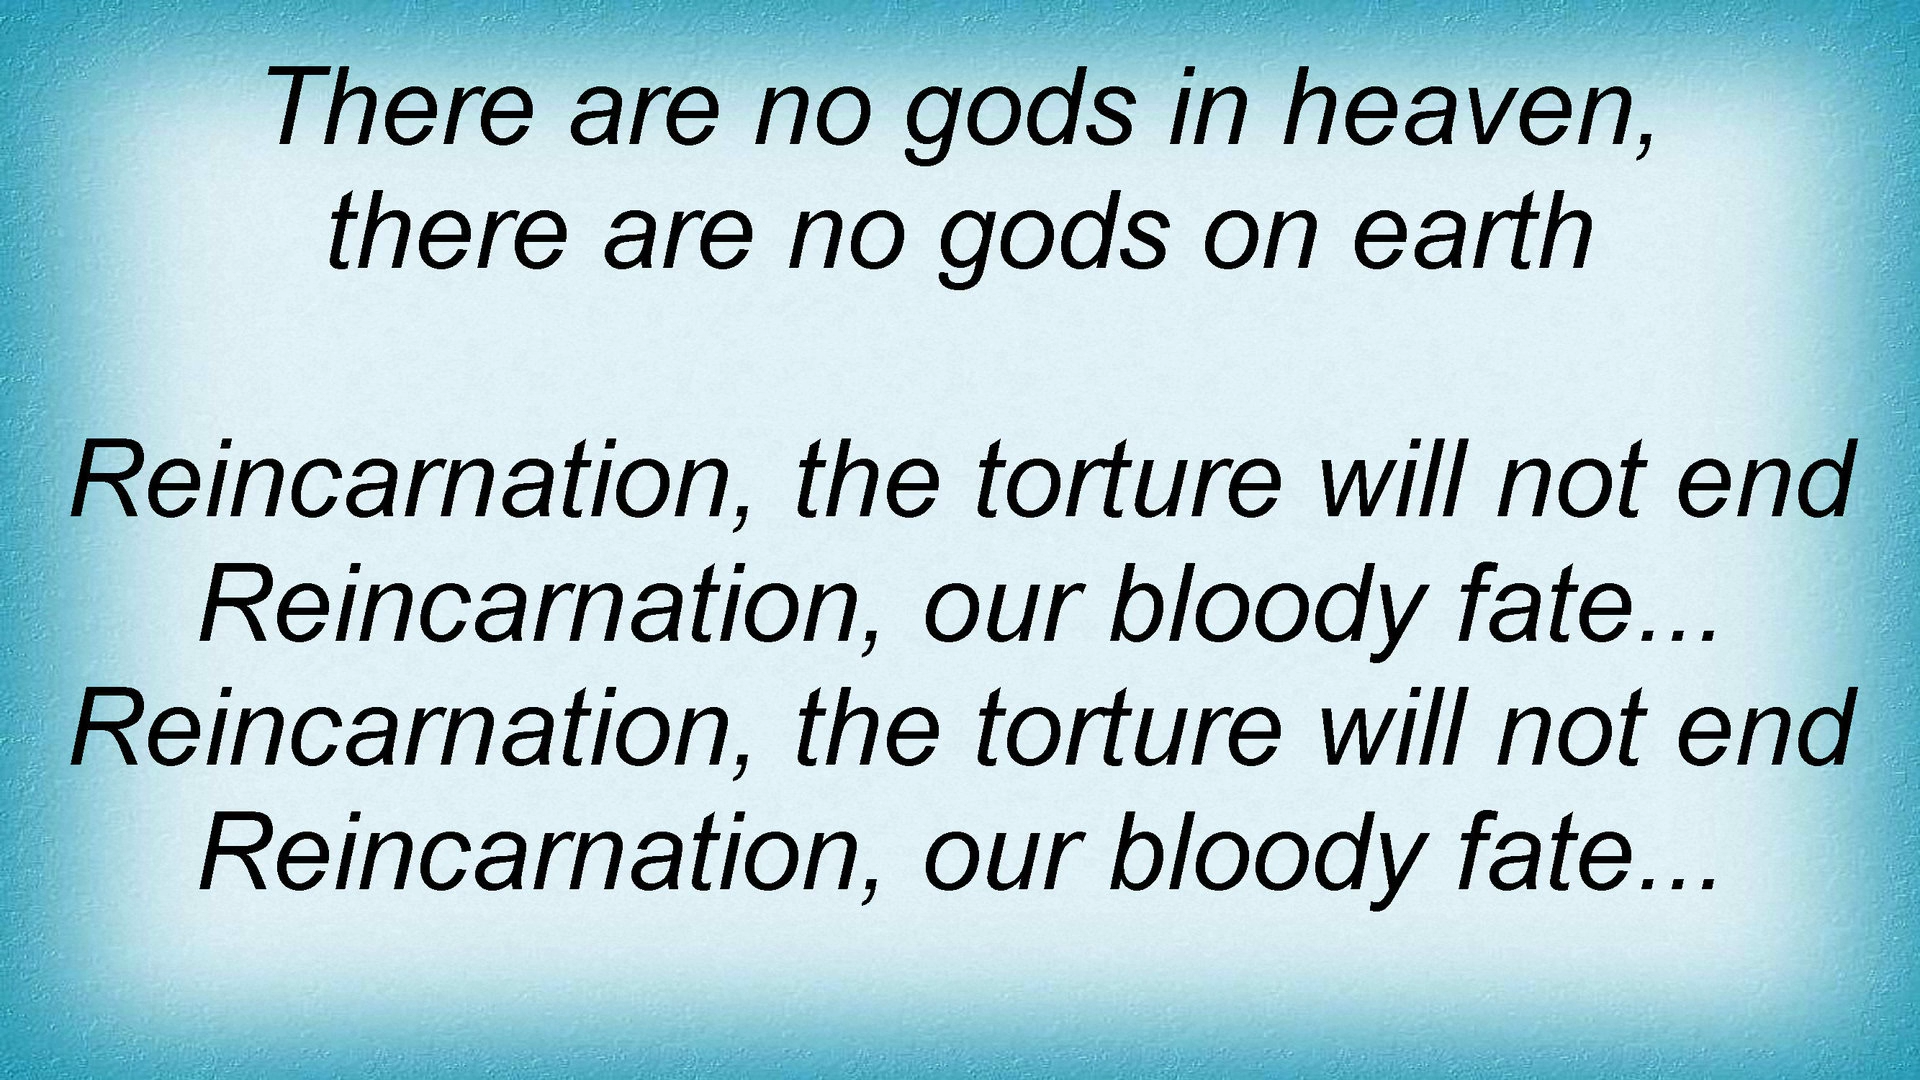 There are no gods in heaven,
there are no gods on earth
Reincarnation, the torture will not end
Reincarnation, our bloody fate...
Reincarnation, the torture will not end
Reincarnation, our bloody fate...